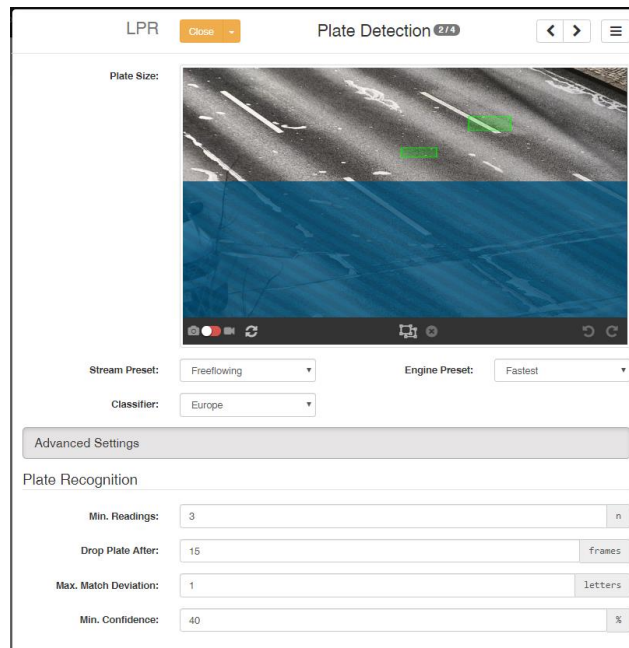 LPR Close Plate Detection 2/4
Plate Size:
Stream Preset: Freeflowing Engine Preset: Fastest
Classifier: Europe
Advanced Settings
Plate Recognition
Min. Readings: 3 n
Drop Plate After: 15 frames
Max. Match Deviation: 1 letters
Min. Confidence: 40 %